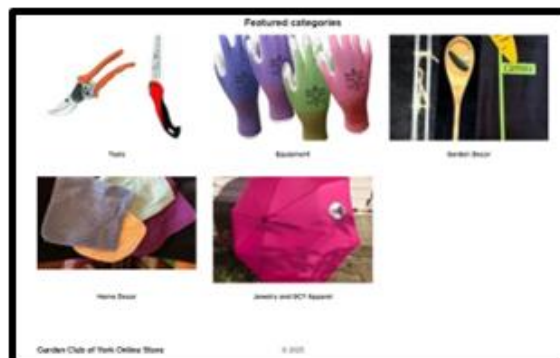 Featured categories
Tools
Equipment
Garden Decor
Home Decor
Jewelry and GCY Apparel
Garden Club of York Online Store
© 2025